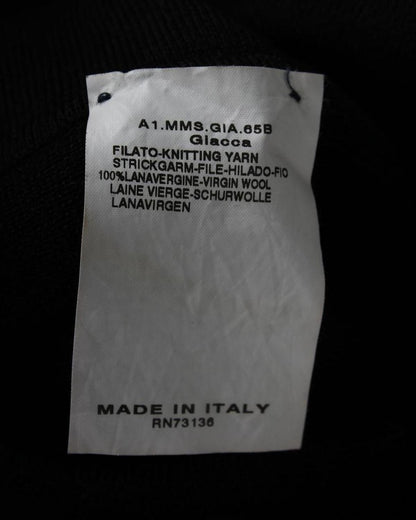 A1.MMS.GIA.65B
Giacca
FILATO-KNITTING YARN
STRICKGARM-FILE-HILADO-FIO
100%LANAVERGINE-VIRGIN WOOL
LAINE VIERGE-SCHURWOLLE
LANAVIRGEN
MADE IN ITALY
RN73136